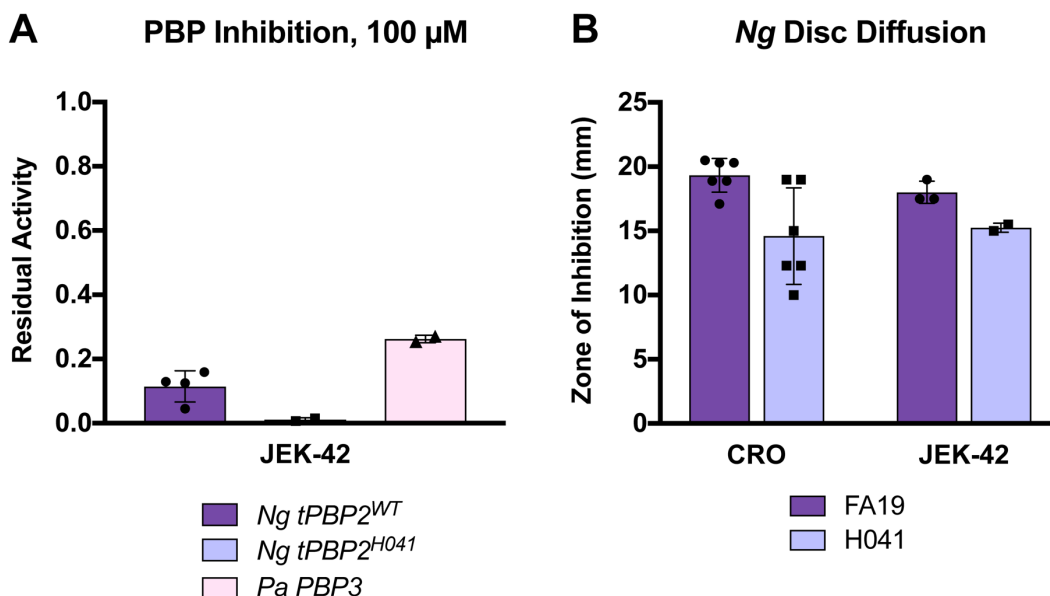 A
PBP Inhibition, 100 µM
Residual Activity
1.0
0.8
0.6
0.4
0.2
0.0
JEK-42
Ng tPBP2WT
Ng tPBP2H041
Pa PBP3
B
Ng Disc Diffusion
Zone of Inhibition (mm)
25
20
15
10
5
0
CRO
JEK-42
FA19
H041